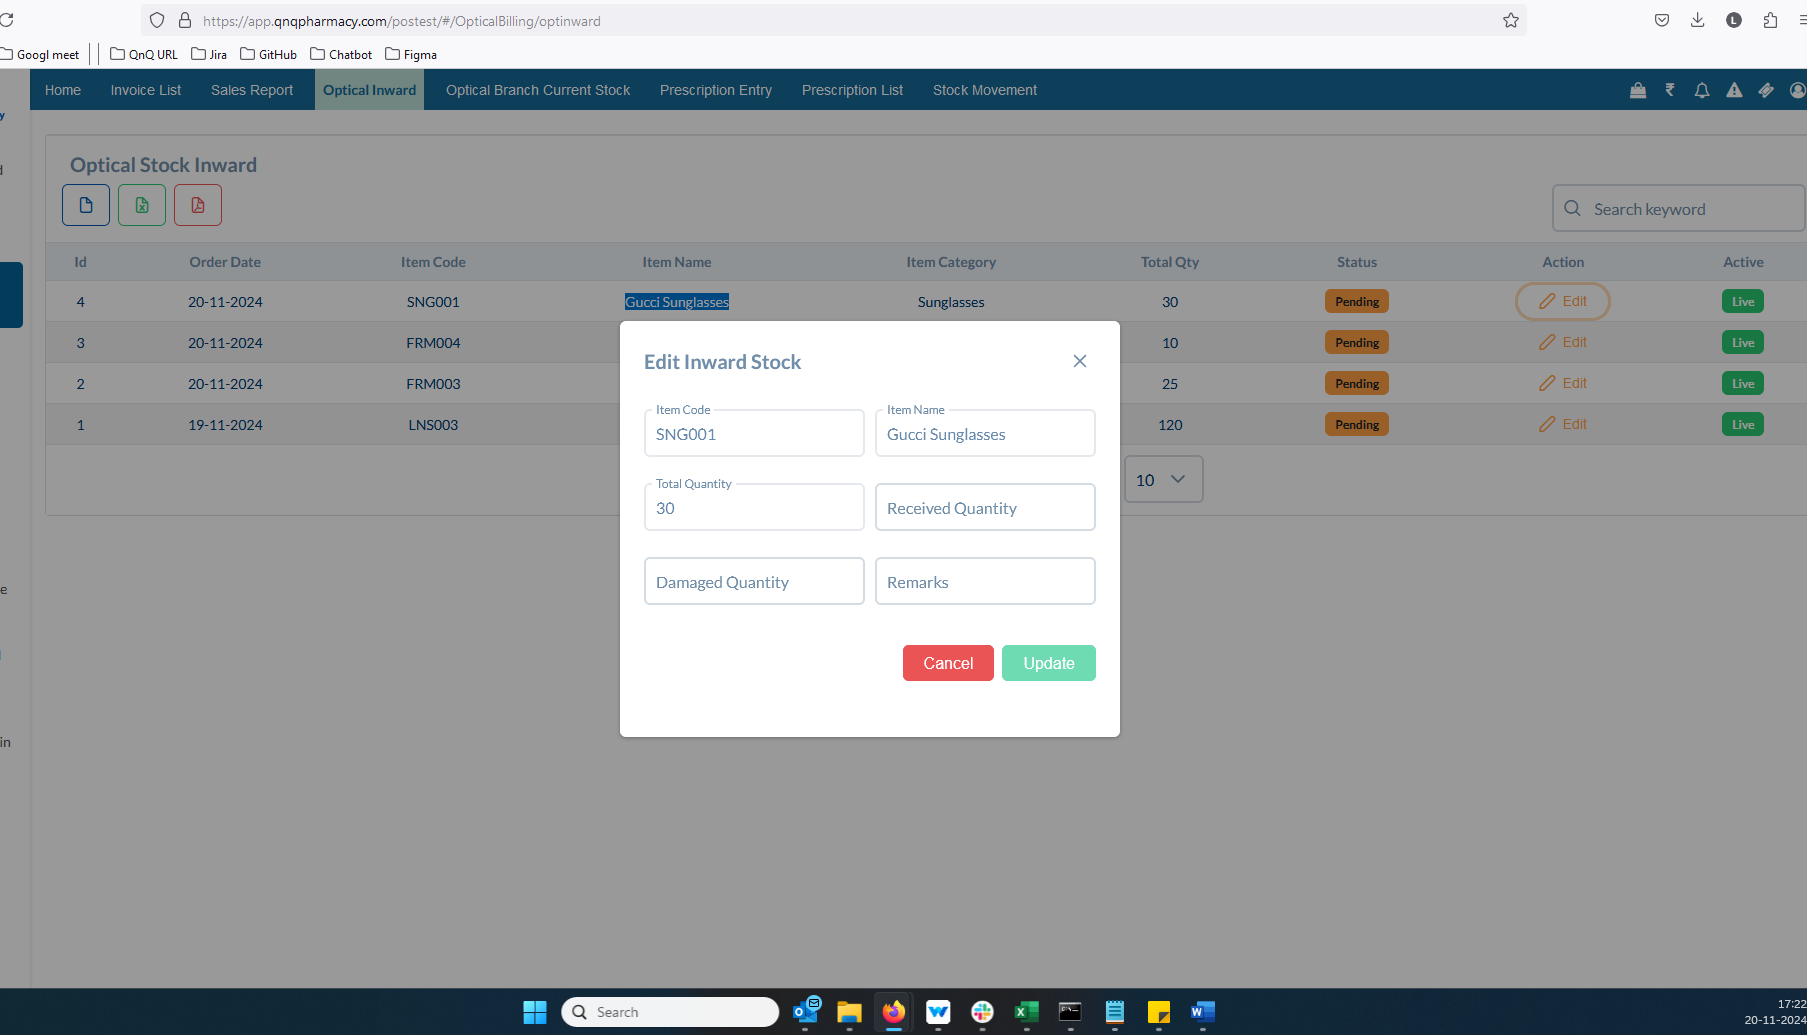 https://app.qnqpharmacy.com/postest/#/OpticalBilling/optinward
L
Googl meet QnQ URL Jira GitHub Chatbot Figma
Home Invoice List Sales Report Optical Inward Optical Branch Current Stock Prescription Entry Prescription List Stock Movement
y
d
Optical Stock Inward
Search keyword
Id Order Date Item Code Item Name Item Category Total Qty Status Action Active
4 20-11-2024 SNG001 Gucci Sunglasses Sunglasses 30 Pending Edit Live
3 20-11-2024 FRM004 10 Pending Edit Live
2 20-11-2024 FRM003 25 Pending Edit Live
1 19-11-2024 LNS003 120 Pending Edit Live
10
Edit Inward Stock
Item Code
SNG001
Item Name
Gucci Sunglasses
Total Quantity
30
Received Quantity
Damaged Quantity
Remarks
Cancel Update
e
in
Search
17:22
20-11-2024